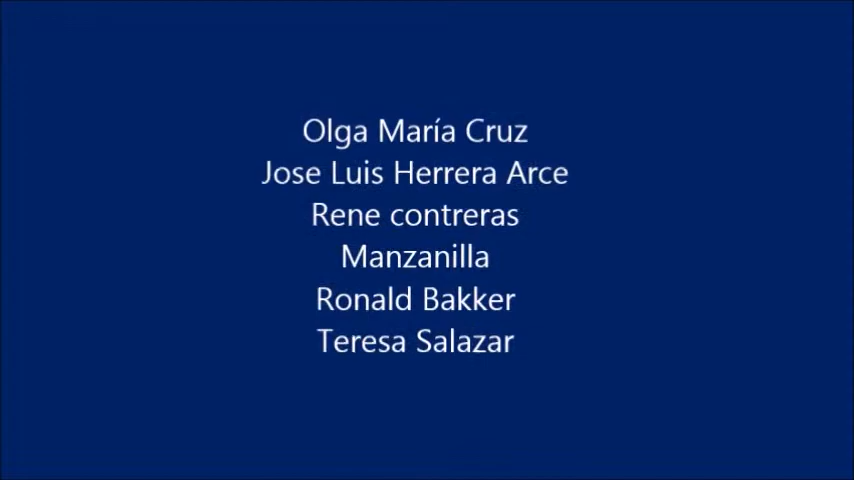 Olga María Cruz
Jose Luis Herrera Arce
Rene contreras
Manzanilla
Ronald Bakker
Teresa Salazar